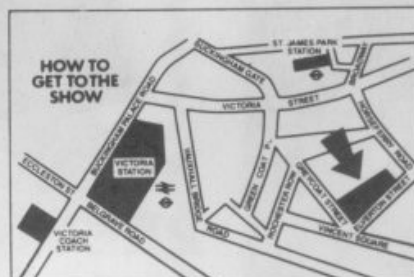 HOW TO
GET TO THE
SHOW
BUCKINGHAM GATE
ST. JAMES PARK
STATION
BROADWAY
BUCKINGHAM PALACE ROAD
VICTORIA
STREET
HORSEFERRY ROAD
VICTORIA
STATION
VAUXHALL BRIDGE
ROAD
GREEN COAT P.
ROCHESTER ROW
GREYCOAT STREET
ELVERTON STREET
VINCENT SQUARE
ECCLESTON ST
BELGRAVE ROAD
VICTORIA
COACH
STATION